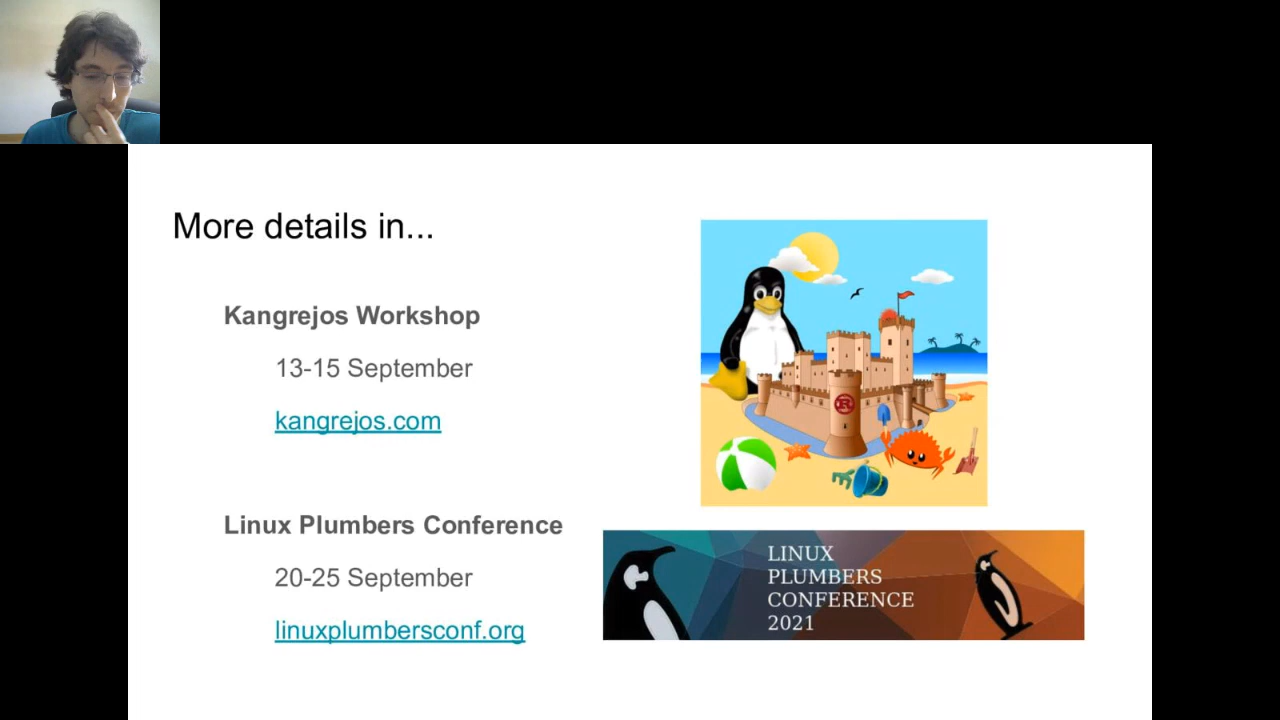 More details in...
Kangrejos Workshop
13-15 September
kangrejos.com
Linux Plumbers Conference
20-25 September
linuxplumbersconf.org
R
LINUX
PLUMBERS
CONFERENCE
2021